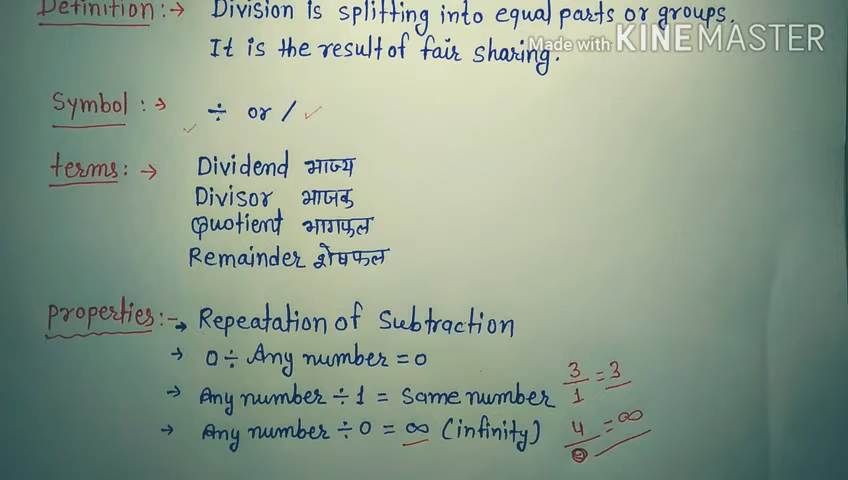 Definition :→ Division is splitting into equal parts or groups.
It is the result of fair sharing.
Made with KINEMASTER
Symbol :→ ÷ or /
terms :→ Dividend भाज्य
Divisor भाजक
Quotient भागफल
Remainder शेषफल
Properties :→ Repeatation of Subtraction
→ 0 ÷ Any number = 0
→ Any number ÷ 1 = Same number 3/1 = 3
→ Any number ÷ 0 = ∞ (infinity) 4/0 = ∞